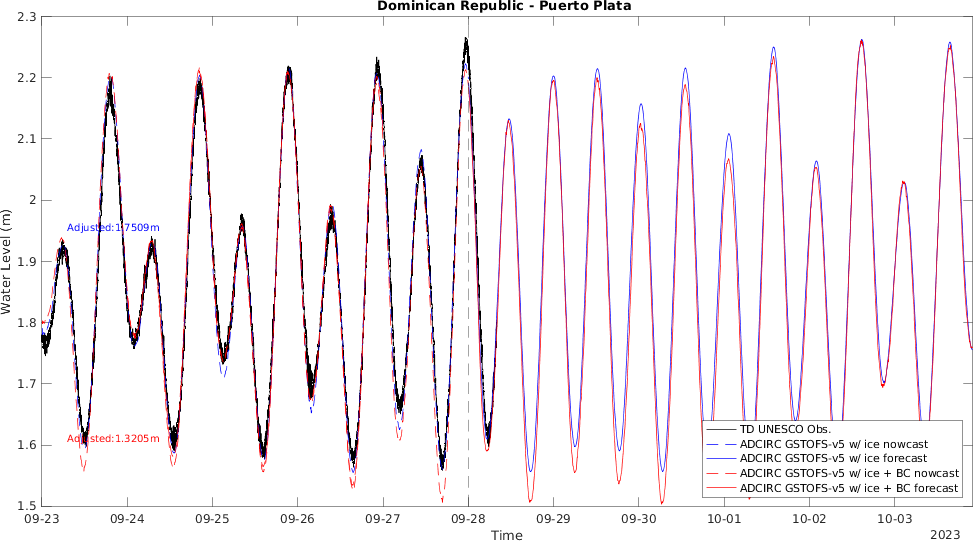 Dominican Republic - Puerto Plata
2.3
2.2
2.1
2
1.9
1.8
1.7
1.6
1.5
Water Level (m)
Adjusted:1.7509m
Adjusted:1.3205m
TD UNESCO Obs.
ADCIRC GSTOFS-v5 w/ ice nowcast
ADCIRC GSTOFS-v5 w/ ice forecast
ADCIRC GSTOFS-v5 w/ ice + BC nowcast
ADCIRC GSTOFS-v5 w/ ice + BC forecast
09-23 09-24 09-25 09-26 09-27 09-28 09-29 09-30 10-01 10-02 10-03
Time
2023